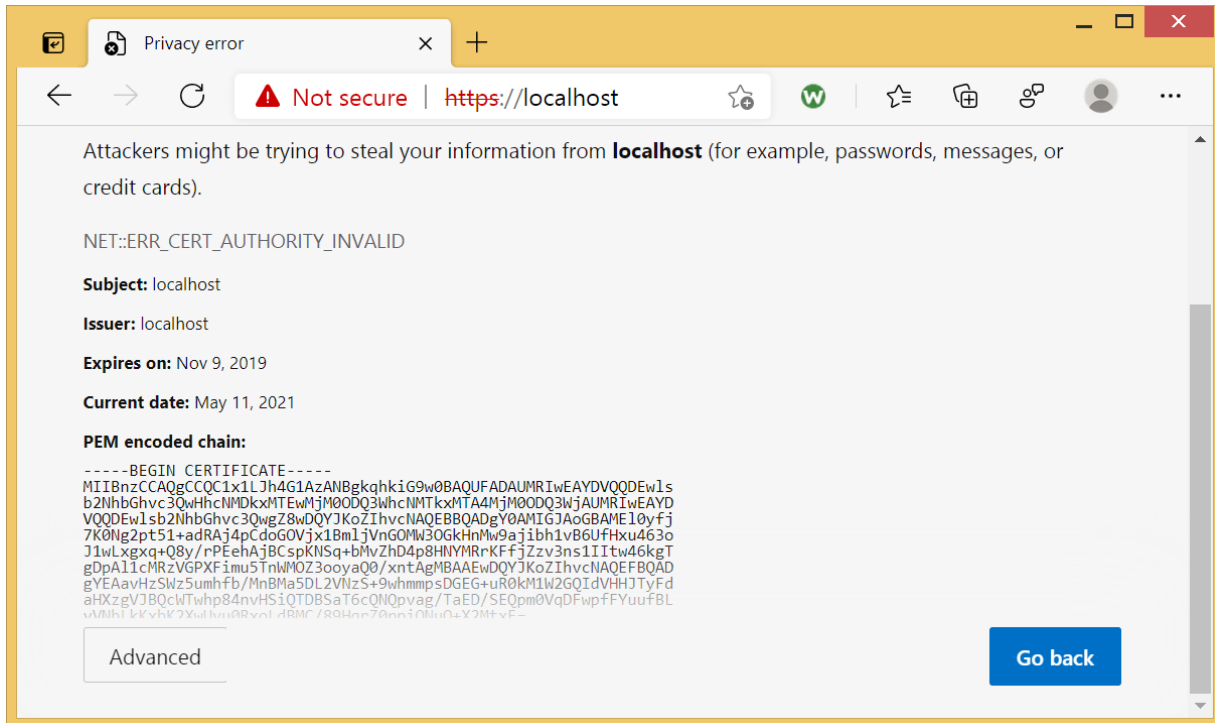 Privacy error
Not secure | https://localhost
Attackers might be trying to steal your information from localhost (for example, passwords, messages, or
credit cards).
NET::ERR_CERT_AUTHORITY_INVALID
Subject: localhost
Issuer: localhost
Expires on: Nov 9, 2019
Current date: May 11, 2021
PEM encoded chain:
-----BEGIN CERTIFICATE-----
MIIBnzCCAQgCCQC1x1LJh4G1AzANBgkqhkiG9w0BAQUFADAUMRIwEAYDVQQDEwls
b2NhbGhvc3QwHhcNMDkxMTEwMjM0ODQ3WhcNMTkxMTA4MjM0ODQ3WjAUMRIwEAYD
VQQDEwlsb2NhbGhvc3QwgZ8wDQYJKoZIhvcNAQEBBQADgY0AMIGJAoGBAMEl0yfj
7K0Ng2pt51+adRAj4pCdoGOVjx1BmljVnGOMW3OGkHnMw9ajibh1vB6UfHxu463o
J1wLxgxq+Q8y/rPEehAjBCspKNSq+bMvZhD4p8HNYMRrKFfjZzv3ns1IItw46kgT
gDpAl1cMRzVGPXFimu5TnWMOZ3ooyaQ0/xntAgMBAAEwDQYJKoZIhvcNAQEFBQAD
gYEAavHzSWz5umhfb/MnBMa5DL2VNzS+9whmmpsDGEG+uR0kM1W2GQIdVHHJTyFd
aHXzgVJBQcWTwhp84nvHSiQTDBSaT6cQNQpvag/TaED/SEQpm0VqDFwpfFYuufBL
Advanced
Go back